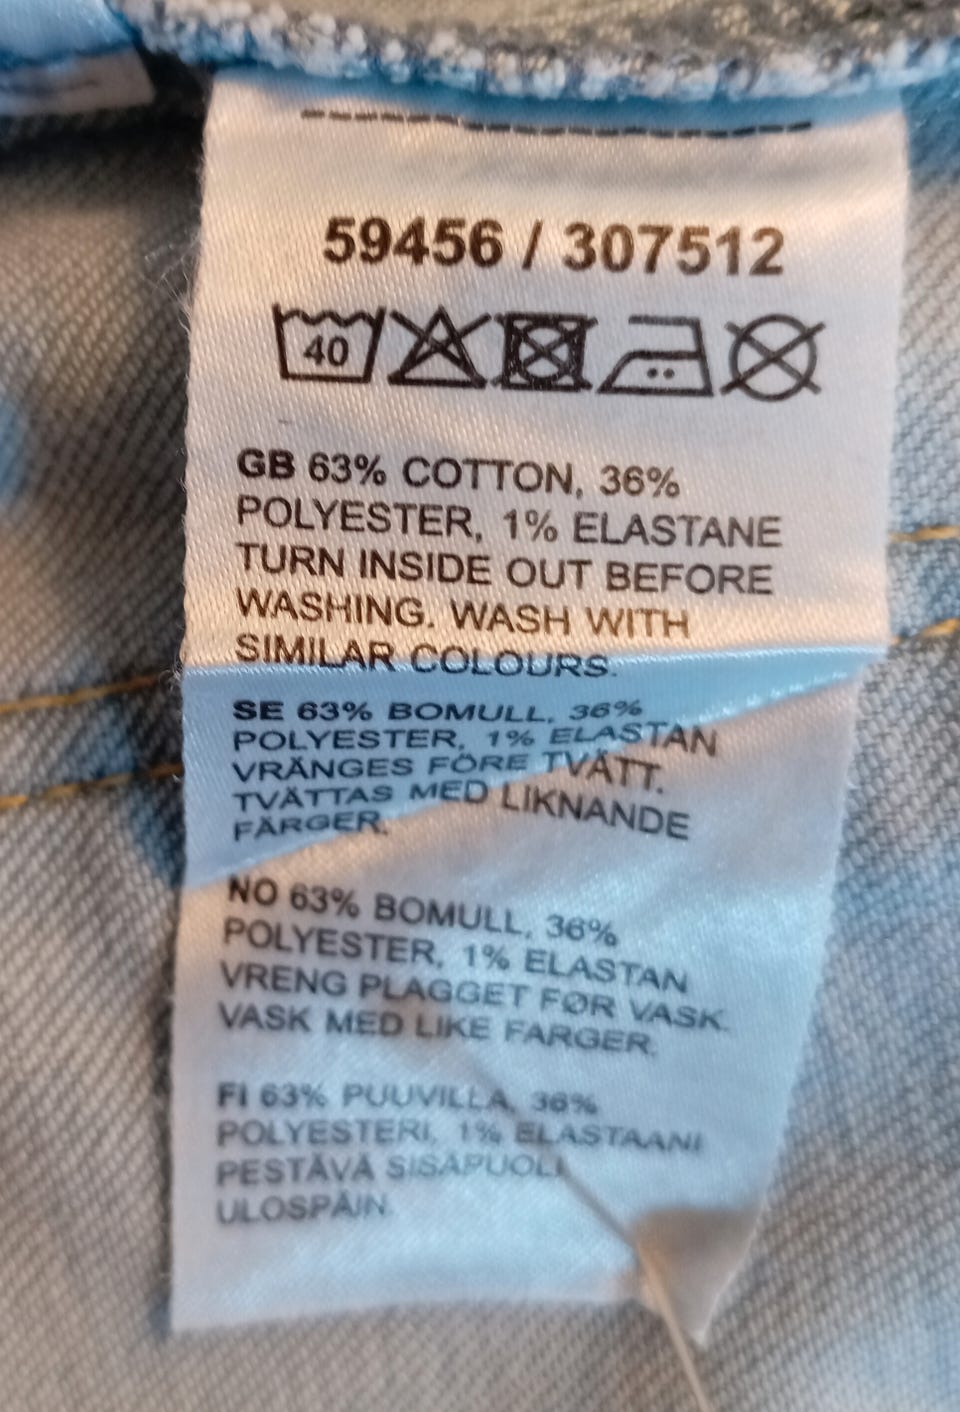 59456 / 307512
40
GB 63% COTTON, 36%
POLYESTER, 1% ELASTANE
TURN INSIDE OUT BEFORE
WASHING. WASH WITH
SIMILAR COLOURS.
SE 63% BOMULL, 36%
POLYESTER, 1% ELASTAN
VRÄNGES FÖRE TVÄTT.
TVÄTTAS MED LIKNANDE
FÄRGER.
NO 63% BOMULL, 36%
POLYESTER, 1% ELASTAN
VRENG PLAGGET FØR VASK.
VASK MED LIKE FARGER.
FI 63% PUUVILLA, 36%
POLYESTERI, 1% ELASTAANI
PESTÄVÄ SISÄPUOLI
ULOSPÄIN.